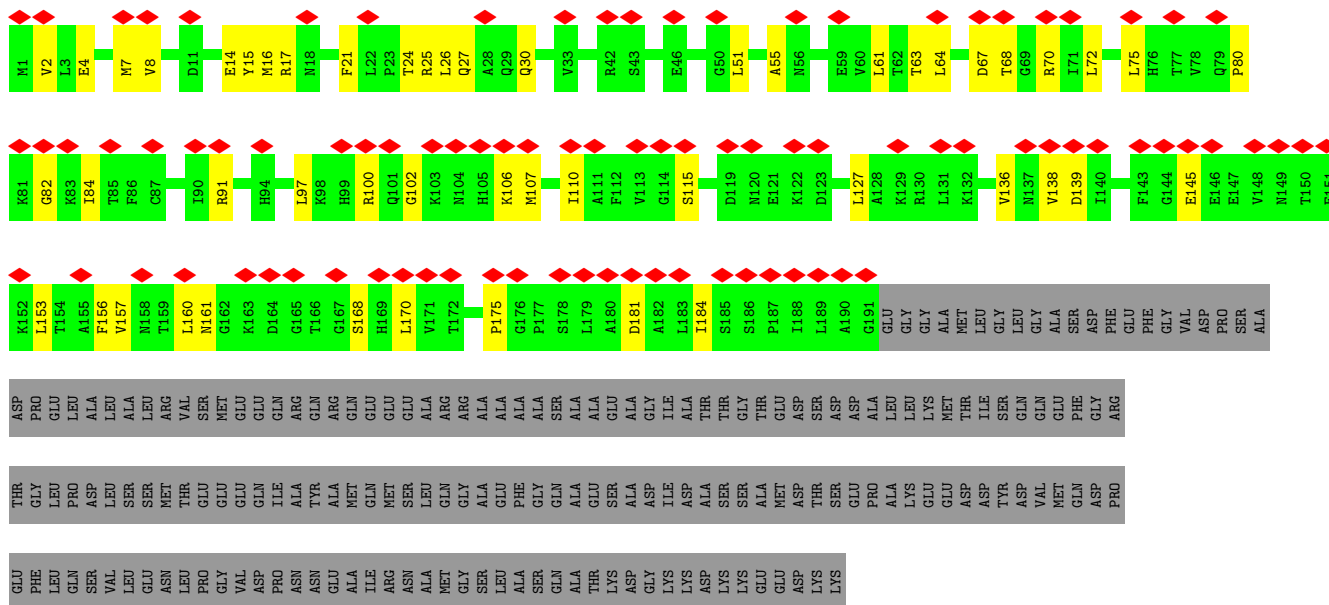 M1 V2 L3 E4 M7 V8 D11 E14 Y15 M16 R17 N18 F21 L22 P23 T24 R25 L26 Q27 A28 Q29 Q30 V33 R42 S43 E46 G50 L51 A55 N56 E59 V60 L61 T62 T63 L64 D67 T68 G69 R70 I71 L72 L75 H76 T77 V78 Q79 P80
K81 G82 K83 I84 T85 F86 C87 I90 R91 H94 L97 K98 H99 R100 Q101 G102 K103 N104 H105 K106 M107 I110 A111 F112 V113 G114 S115 D119 N120 E121 K122 D123 L127 A128 K129 R130 L131 K132 V136 N137 V138 D139 I140 F143 G144 E145 E146 E147 V148 N149 T150 E151
K152 L153 T154 A155 F156 V157 N158 T159 L160 N161 G162 K163 D164 G165 T166 G167 S168 H169 L170 V171 T172 P175 G176 P177 S178 L179 A180 D181 A182 L183 I184 S185 S186 P187 I188 L189 A190 G191 GLU GLY GLY ALA MET LEU GLY LEU GLY ALA SER ASP PHE GLU PHE GLY VAL ASP PRO SER ALA
ASP PRO GLU LEU ALA LEU ALA LEU ARG VAL SER MET GLU GLU GLN ARG GLN ARG GLN GLU GLU GLU ALA ARG ARG ALA ALA ALA ALA SER ALA ALA GLU ALA GLY ILE ALA THR THR GLY THR GLU ASP SER ASP ASP ALA LEU LEU LYS MET THR ILE SER GLN GLN GLU PHE GLY ARG
THR GLY LEU PRO ASP LEU SER SER MET THR GLU GLU GLU GLN ILE ALA TYR ALA MET GLN MET SER LEU GLN GLY ALA GLU PHE GLY GLN ALA GLU SER ALA ASP ILE ASP ALA SER SER ALA MET ASP THR SER GLU PRO ALA LYS GLU GLU ASP ASP TYR ASP VAL MET GLN ASP PRO
GLU PHE LEU GLN SER VAL LEU GLU ASN LEU PRO GLY VAL ASP PRO ASN ASN GLU ALA ILE ARG ASN ALA MET GLY SER LEU ALA SER GLN ALA THR LYS ASP GLY LYS LYS ASP LYS LYS GLU GLU ASP LYS LYS